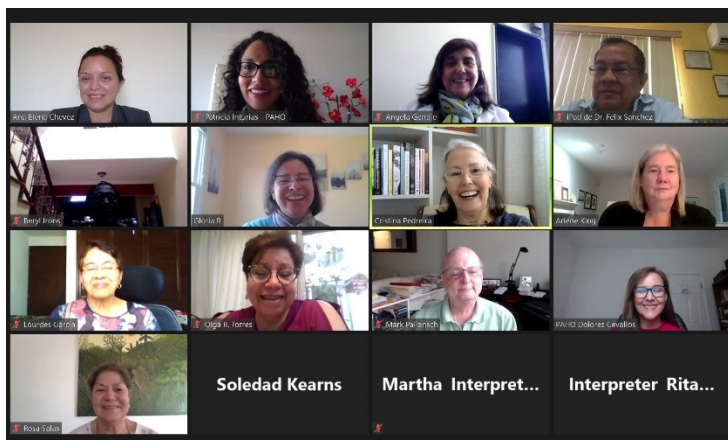 Ana Elena Chevez
Patricia Inturias - PAHO
Angela Gentile
iPad de Dr. Felix Sanchez
Beryl Irons
Gloria R
Cristina Pedreira
Arlene King
Lourdes Garcia
Olga R. Torres
Mark Pallansch
PAHO Dolores Cevallos
Rosa Salas
Soledad Kearns
Martha Interpret...
Interpreter Rita...